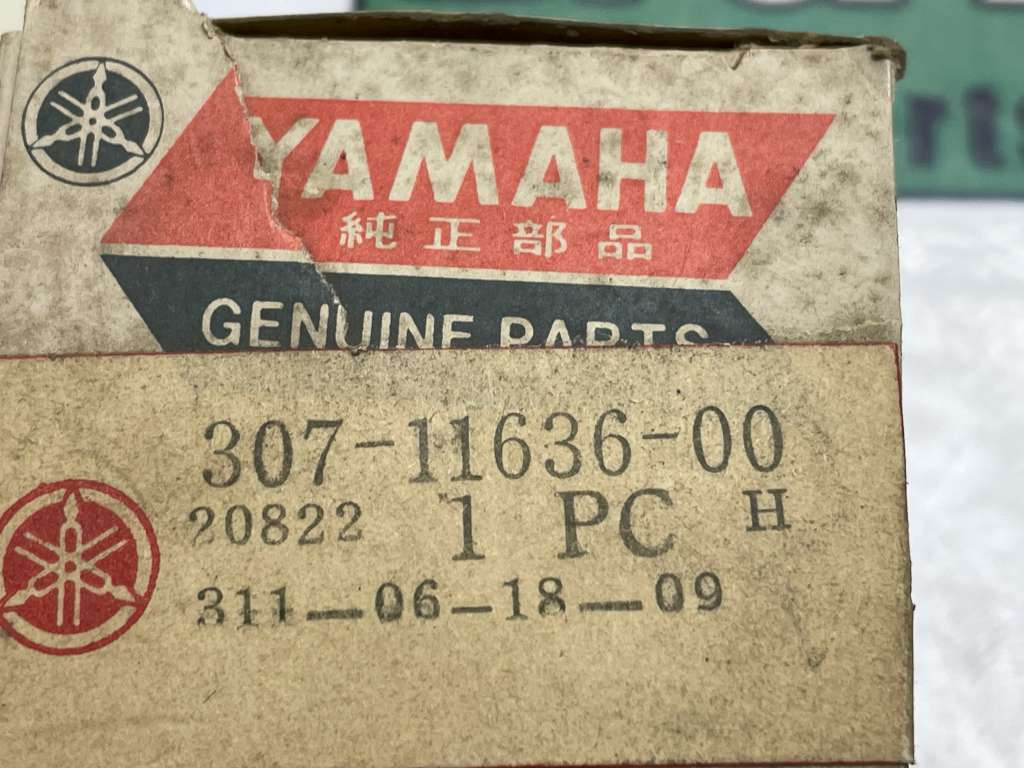 YAMAHA
純正部品
GENUINE PARTS
307-11636-00
20822 1 PC H
311-06-18-09